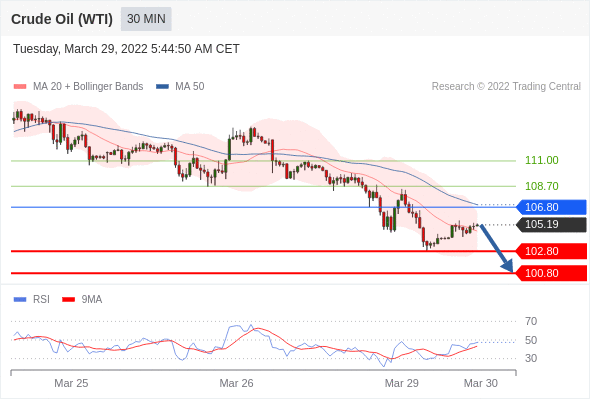 Crude Oil (WTI) 30 MIN
Tuesday, March 29, 2022 5:44:50 AM CET
MA 20 + Bollinger Bands MA 50 Research © 2022 Trading Central
111.00
108.70
106.80
105.19
102.80
100.80
RSI 9MA
70
50
30
Mar 25 Mar 26 Mar 29 Mar 30